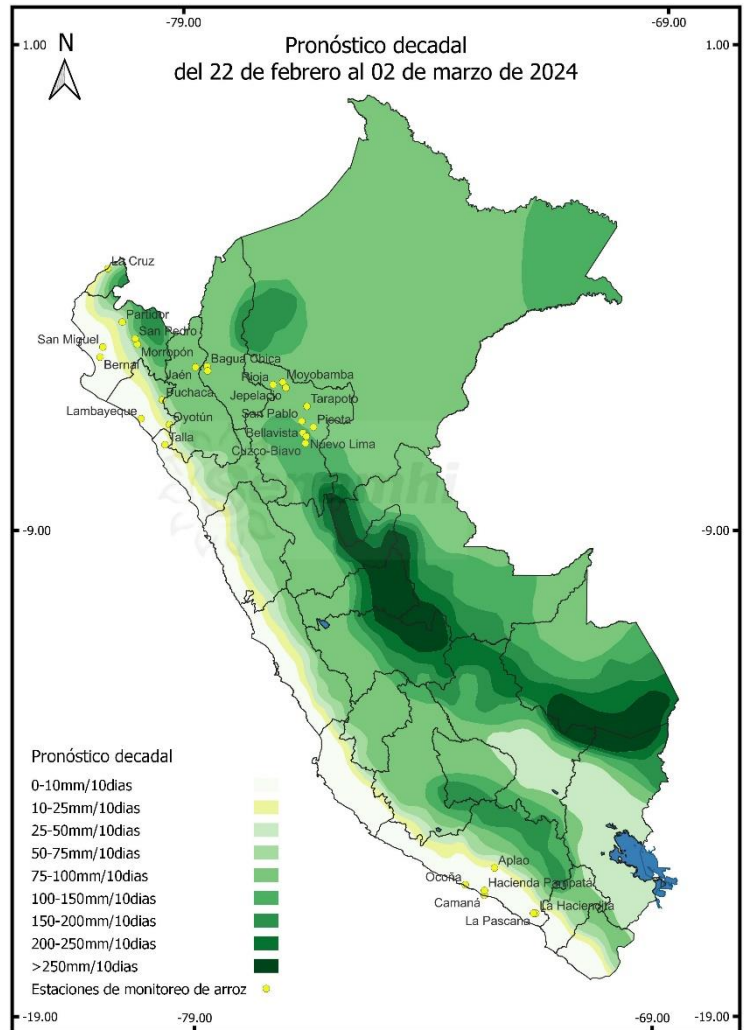 -79.00
-69.00
1.00
N
1.00
Pronóstico decadal
del 22 de febrero al 02 de marzo de 2024
La Cruz
Partidor
San Miguel
San Pedro
Morropón
Bernal
Jaén
Bagua Chica
Rioja
Moyobamba
Puchaca
Jepelacio
Tarapoto
Lambayeque
Oyotún
San Pablo
Picota
Talla
Bellavista
Nuevo Lima
Cuzco-Biavo
Senamhi
-9.00
-9.00
Pronóstico decadal
0-10mm/10dias
10-25mm/10dias
25-50mm/10dias
50-75mm/10dias
75-100mm/10dias
100-150mm/10dias
150-200mm/10dias
200-250mm/10dias
>250mm/10dias
Estaciones de monitoreo de arroz
Aplao
Ocoña
Hacienda Pampatá
Camaná
La Haciendita
La Pascana
-19.00
-79.00
-69.00
-19.00